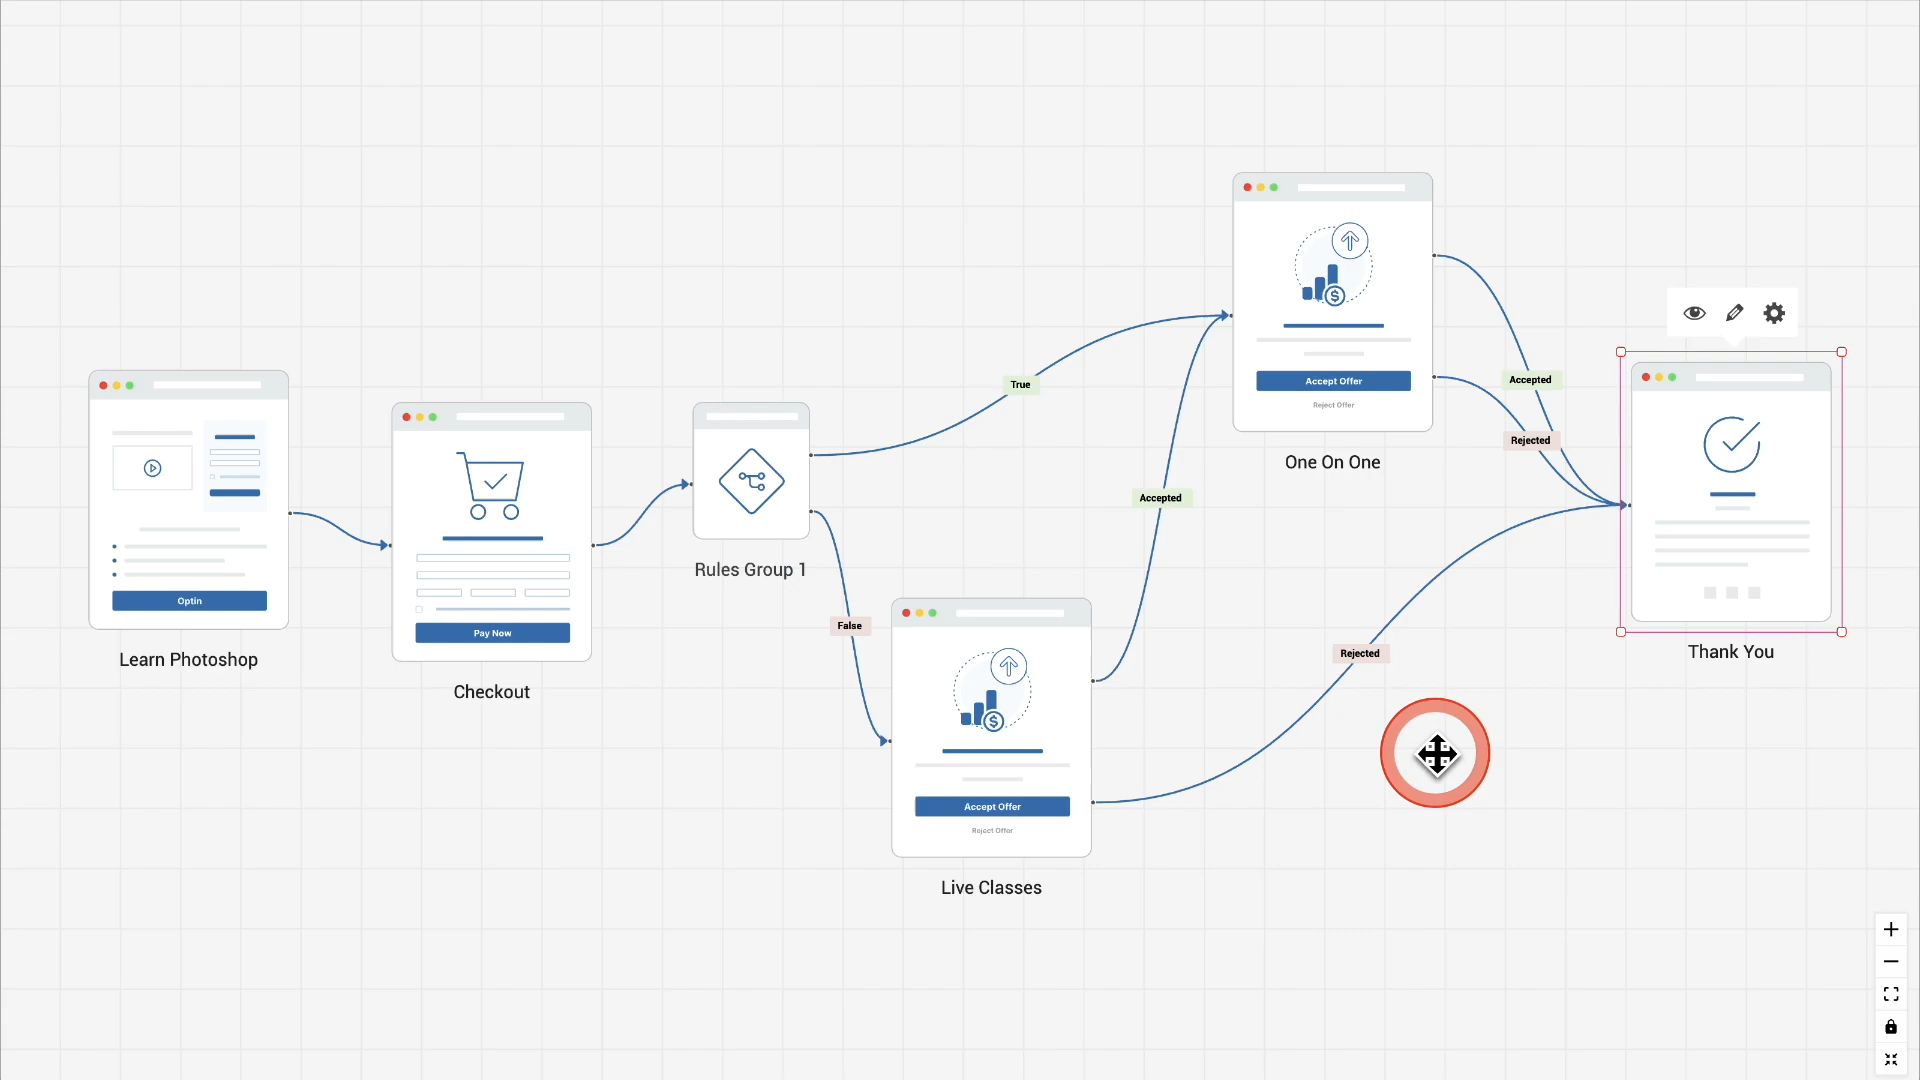 Optin
Learn Photoshop
Pay Now
Checkout
Rules Group 1
True
False
Accept Offer
Reject Offer
Live Classes
Accepted
Rejected
Accept Offer
Reject Offer
One On One
Accepted
Rejected
Thank You